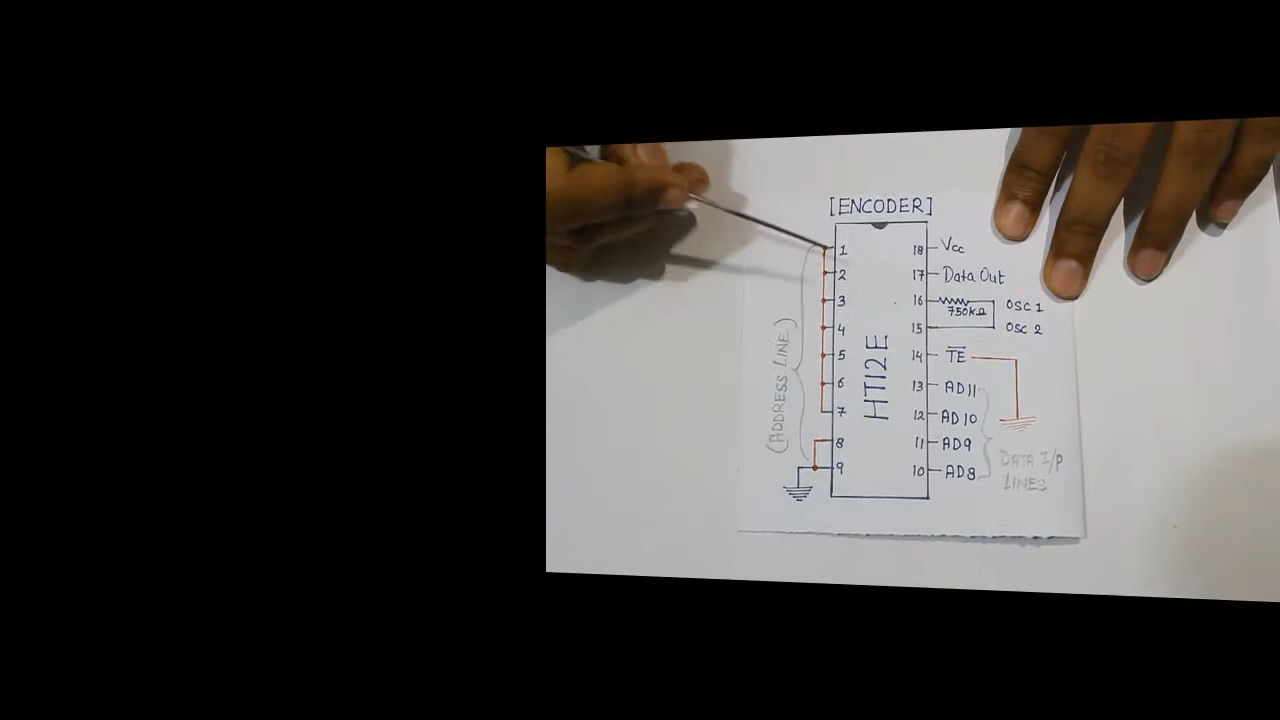 [ENCODER]
1
2
3
4
5
6
7
8
9
(ADDRESS LINE)
HT12E
18 Vcc
17 Data Out
16 750KΩ OSC 1
15 OSC 2
14 TE
13 AD11
12 AD10
11 AD9
10 AD8
DATA I/P
LINES